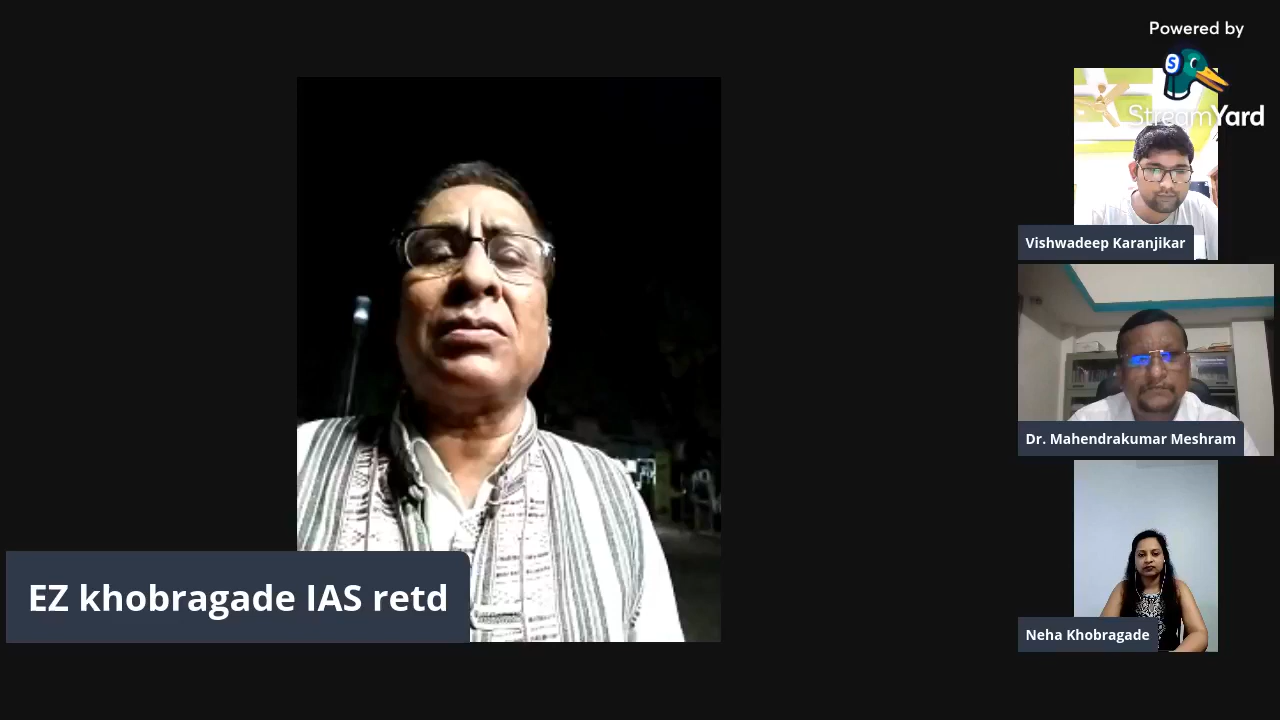 Powered by
StreamYard
Vishwadeep Karanjikar
Dr. Mahendrakumar Meshram
EZ khobragade IAS retd
Neha Khobragade